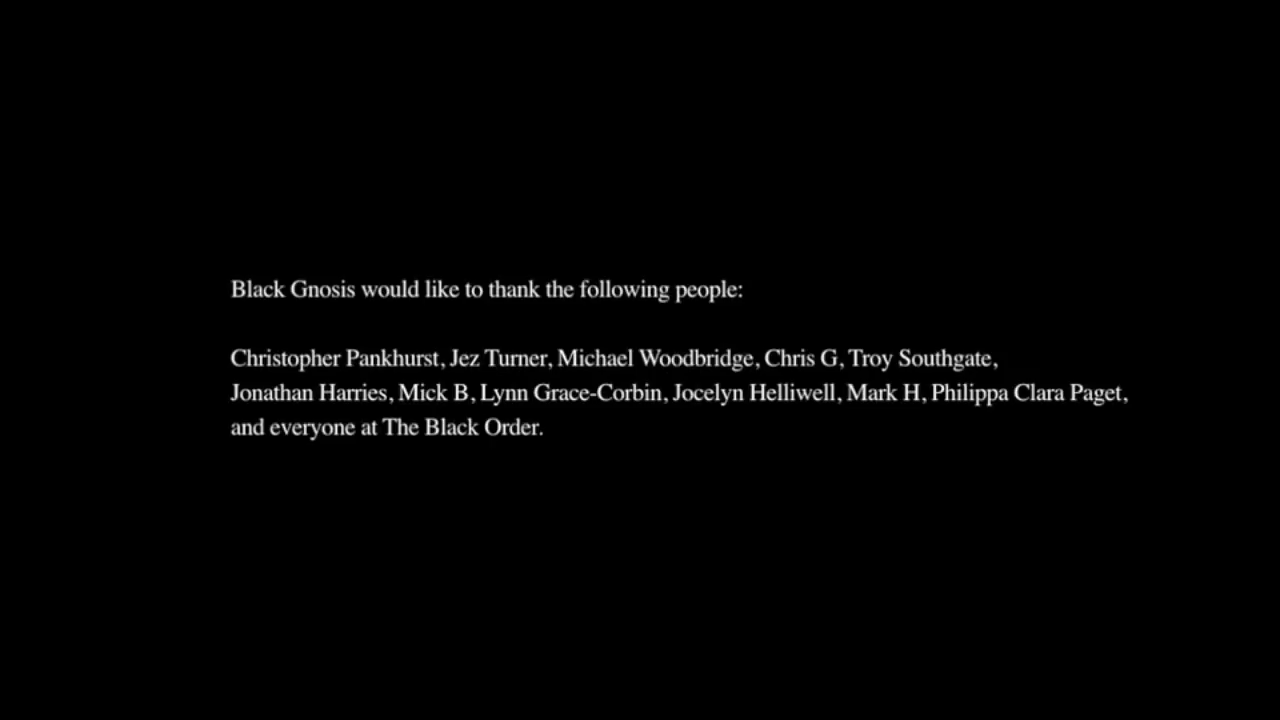 Black Gnosis would like to thank the following people:
Christopher Pankhurst, Jez Turner, Michael Woodbridge, Chris G, Troy Southgate,
Jonathan Harries, Mick B, Lynn Grace-Corbin, Jocelyn Helliwell, Mark H, Philippa Clara Paget,
and everyone at The Black Order.